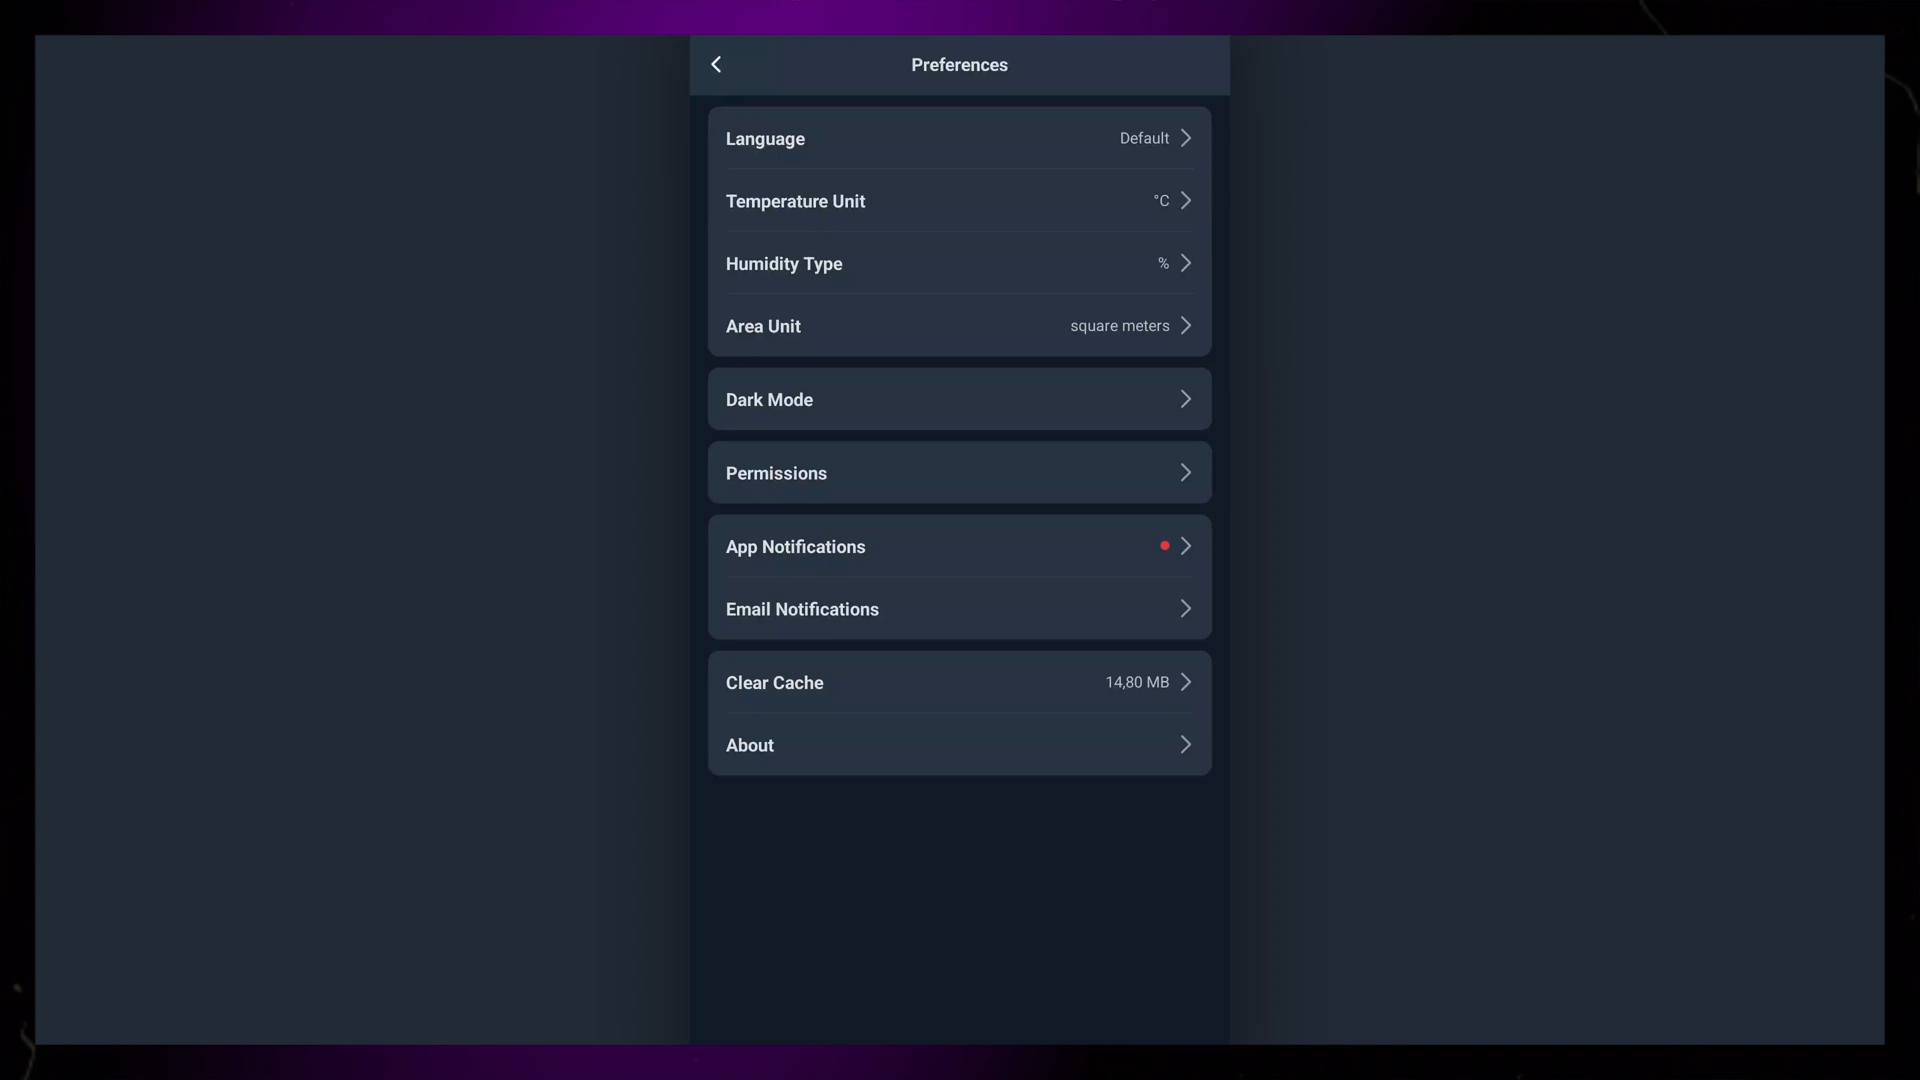 Preferences
Language Default
Temperature Unit °C
Humidity Type %
Area Unit square meters
Dark Mode
Permissions
App Notifications
Email Notifications
Clear Cache 14,80 MB
About